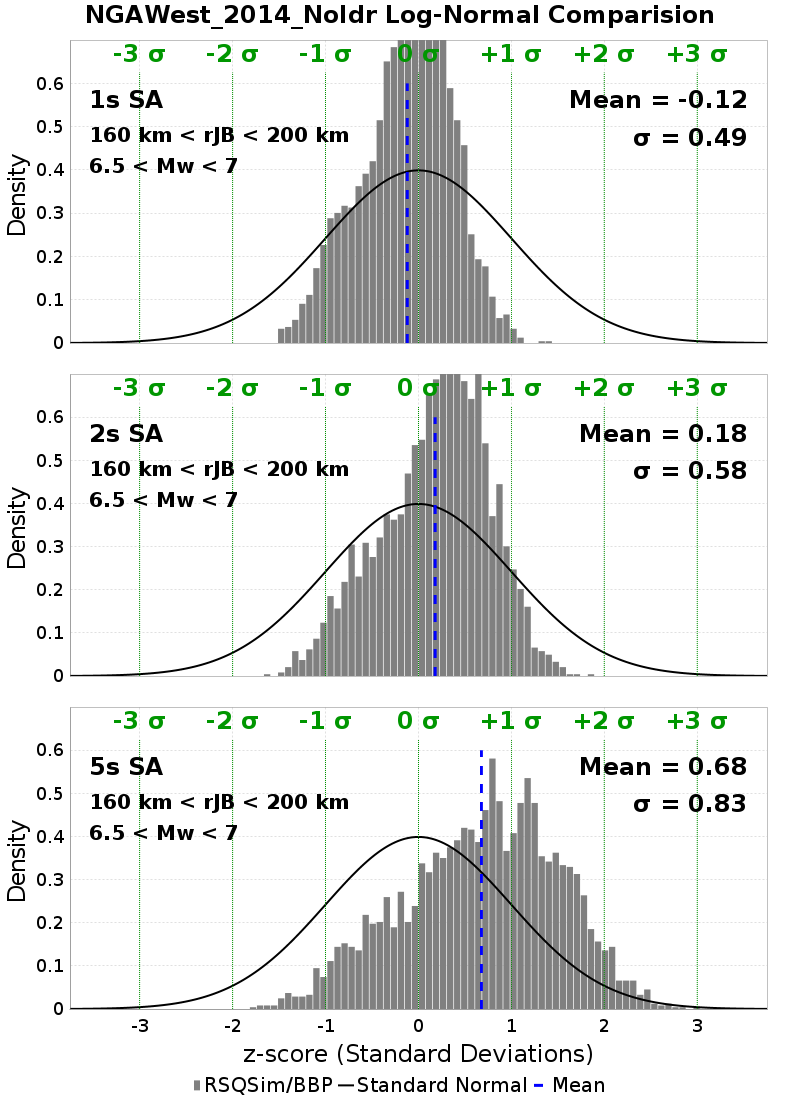 NGAWest_2014_NoIdr Log-Normal Comparision
-3 σ -2 σ -1 σ 0 σ +1 σ +2 σ +3 σ
1s SA
Mean = -0.12
160 km < rJB < 200 km
σ = 0.49
6.5 < Mw < 7
Density
0.6
0.5
0.4
0.3
0.2
0.1
0
-3 σ -2 σ -1 σ 0 σ +1 σ +2 σ +3 σ
2s SA
Mean = 0.18
160 km < rJB < 200 km
σ = 0.58
6.5 < Mw < 7
Density
0.6
0.5
0.4
0.3
0.2
0.1
0
-3 σ -2 σ -1 σ 0 σ +1 σ +2 σ +3 σ
5s SA
Mean = 0.68
160 km < rJB < 200 km
σ = 0.83
6.5 < Mw < 7
Density
0.6
0.5
0.4
0.3
0.2
0.1
0
-3 -2 -1 0 1 2 3
z-score (Standard Deviations)
RSQSim/BBP Standard Normal Mean